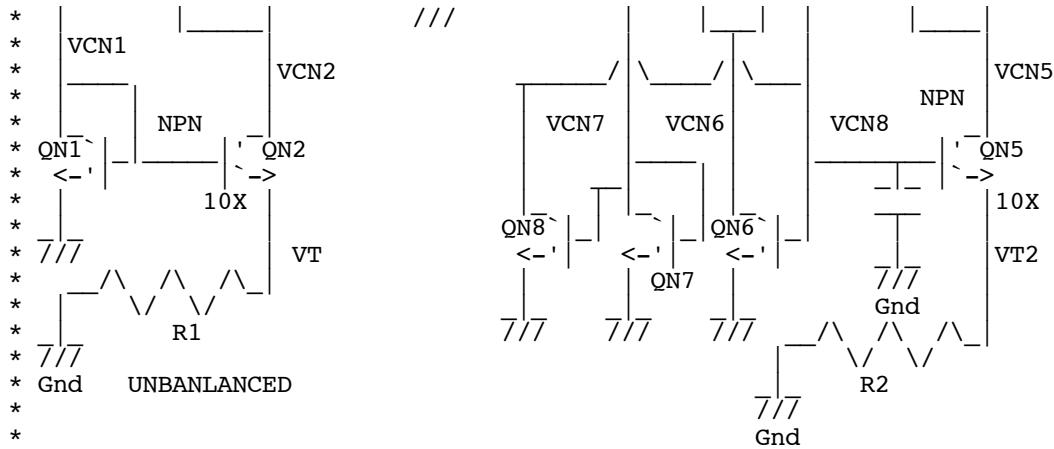 VCN1
VCN2 VCN5
NPN
NPN VCN7 VCN6 VCN8
QN1 QN2 QN5
10X 10X
QN8 QN6
VT VT2
QN7
Gnd
R1
Gnd UNBANLANCED R2
Gnd